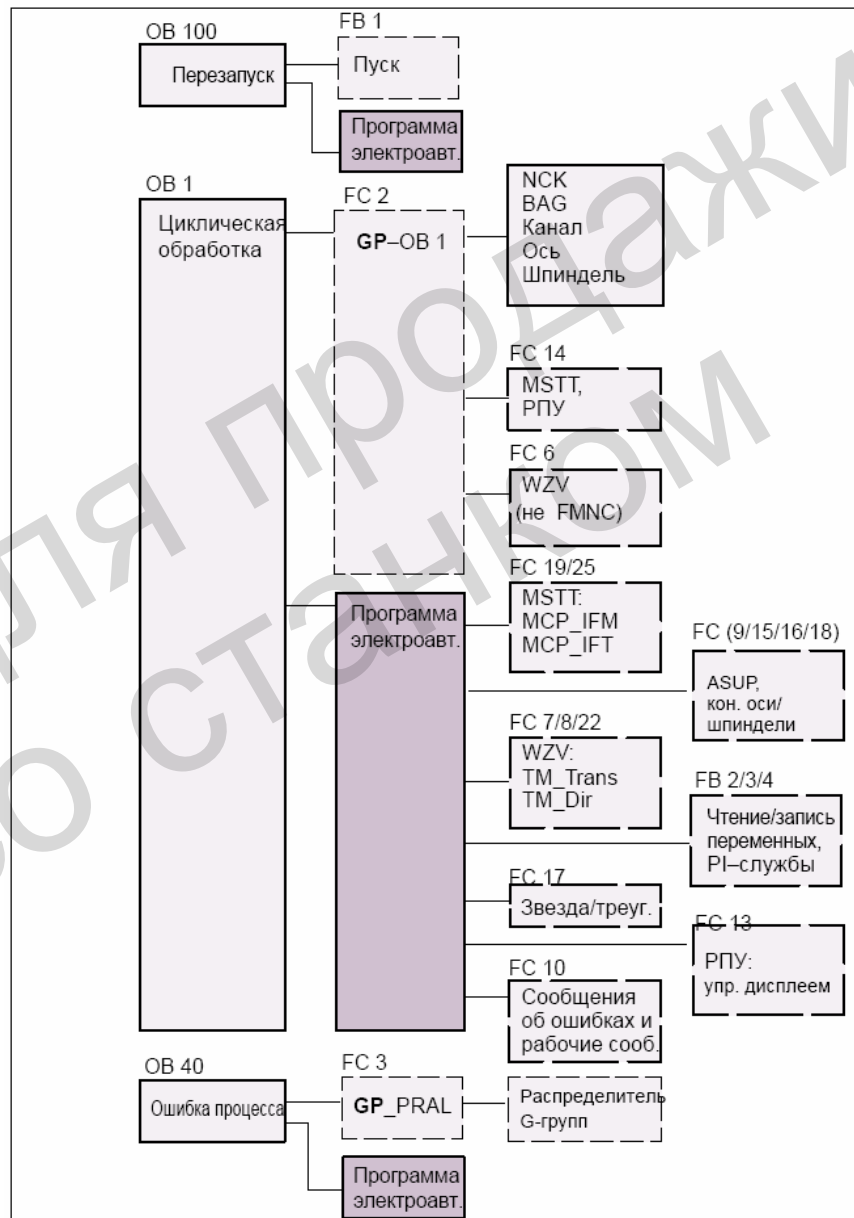 OB 100
Перезапуск
FB 1
Пуск
Программа
электроавт.
OB 1
Циклическая
обработка
FC 2
GP–OB 1
NCK
BAG
Канал
Ось
Шпиндель
FC 14
MSTT,
РПУ
FC 6
WZV
(не FMNC)
Программа
электроавт.
FC 19/25
MSTT:
MCP_IFM
MCP_IFT
FC (9/15/16/18)
ASUP,
кон. оси/
шпиндели
FC 7/8/22
WZV:
TM_Trans
TM_Dir
FB 2/3/4
Чтение/запись
переменных,
PI–службы
FC 17
Звезда/треуг.
FC 13
РПУ:
упр. дисплеем
FC 10
Сообщения
об ошибках и
рабочие сооб.
OB 40
Ошибка процесса
FC 3
GP_PRAL
Распределитель
G-групп
Программа
электроавт.
ля продажи
о станком